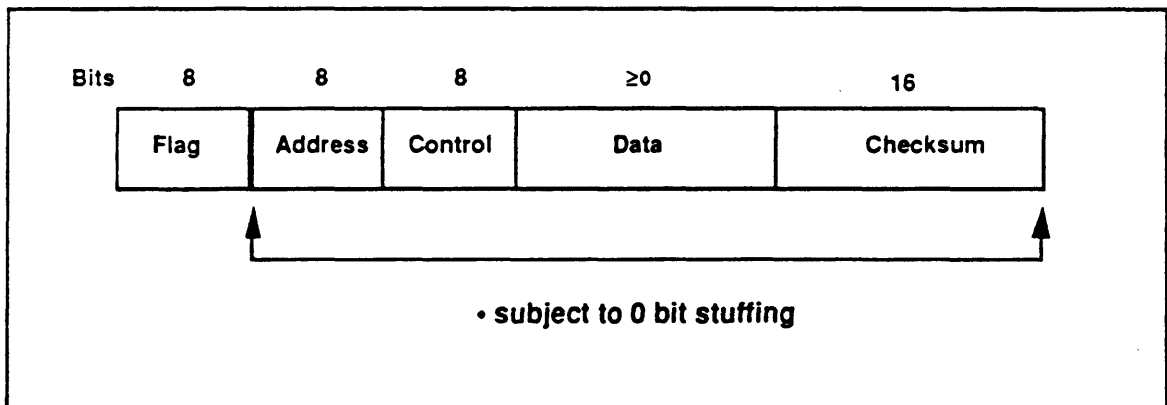 Bits 8 8 8 ≥0 16
Flag Address Control Data Checksum
• subject to 0 bit stuffing